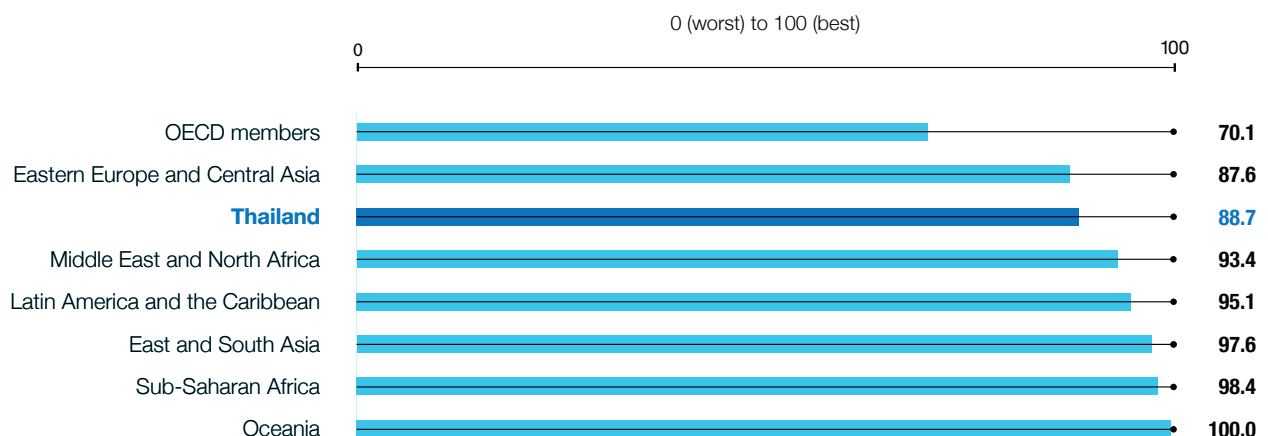 0 (worst) to 100 (best)
0 100
OECD members 70.1
Eastern Europe and Central Asia 87.6
Thailand 88.7
Middle East and North Africa 93.4
Latin America and the Caribbean 95.1
East and South Asia 97.6
Sub-Saharan Africa 98.4
Oceania 100.0